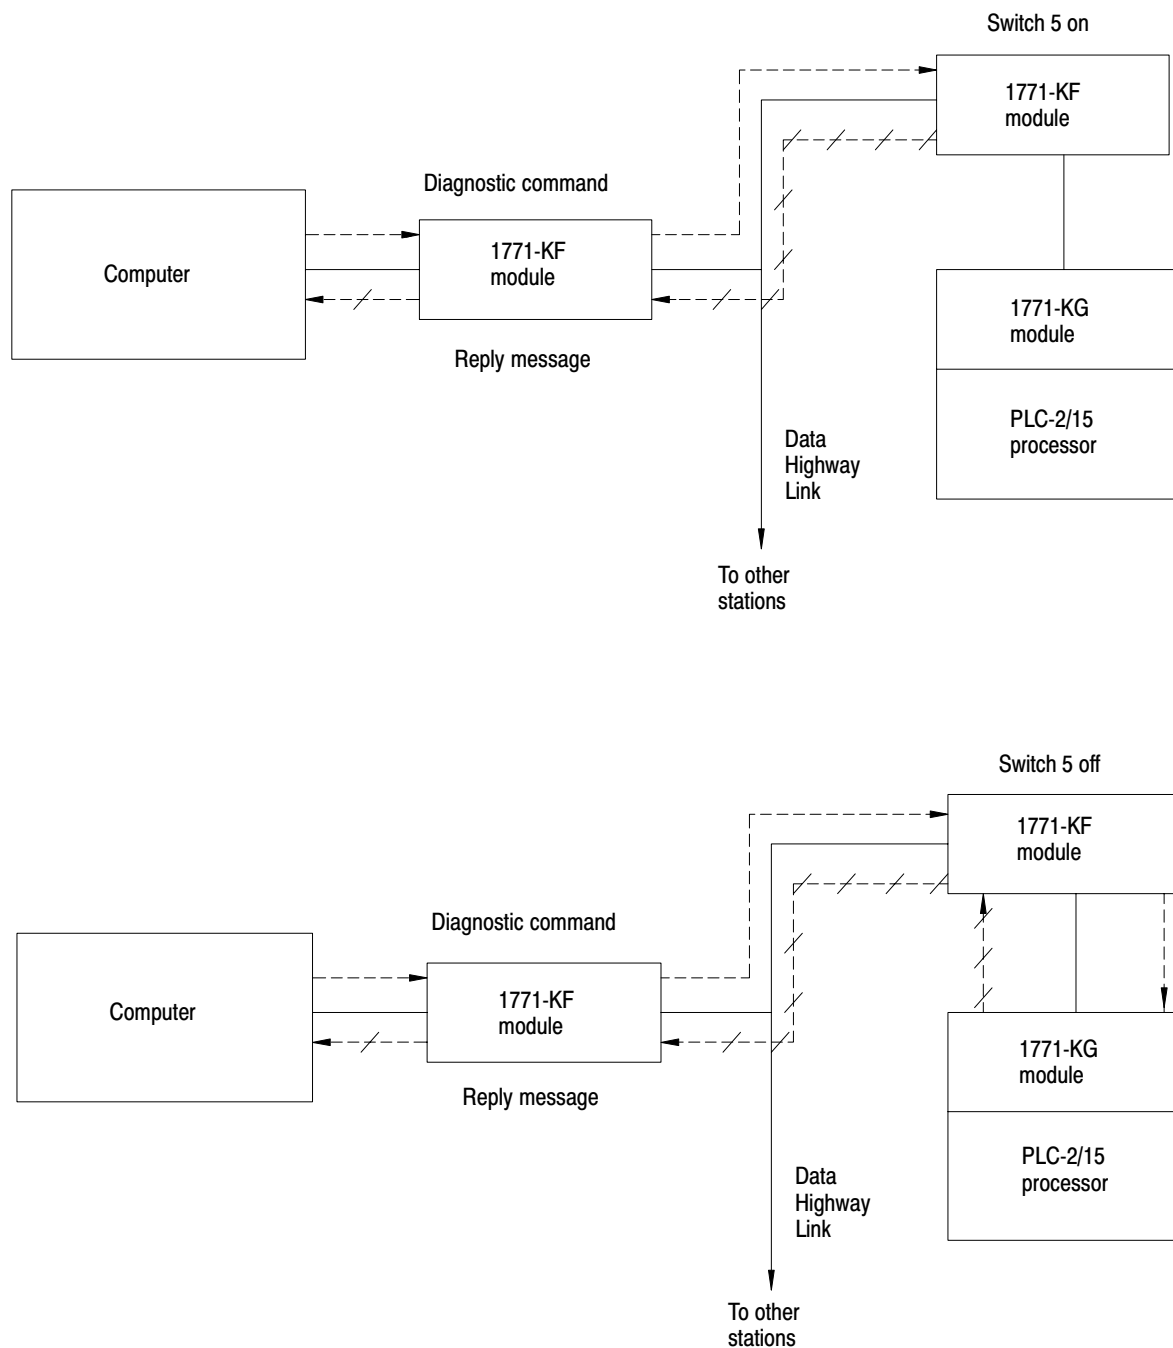 Switch 5 on
1771-KF
module
Diagnostic command
Computer
1771-KF
module
1771-KG
module
Reply message
PLC-2/15
processor
Data
Highway
Link
To other
stations
Switch 5 off
1771-KF
module
Diagnostic command
Computer
1771-KF
module
1771-KG
module
Reply message
PLC-2/15
processor
Data
Highway
Link
To other
stations